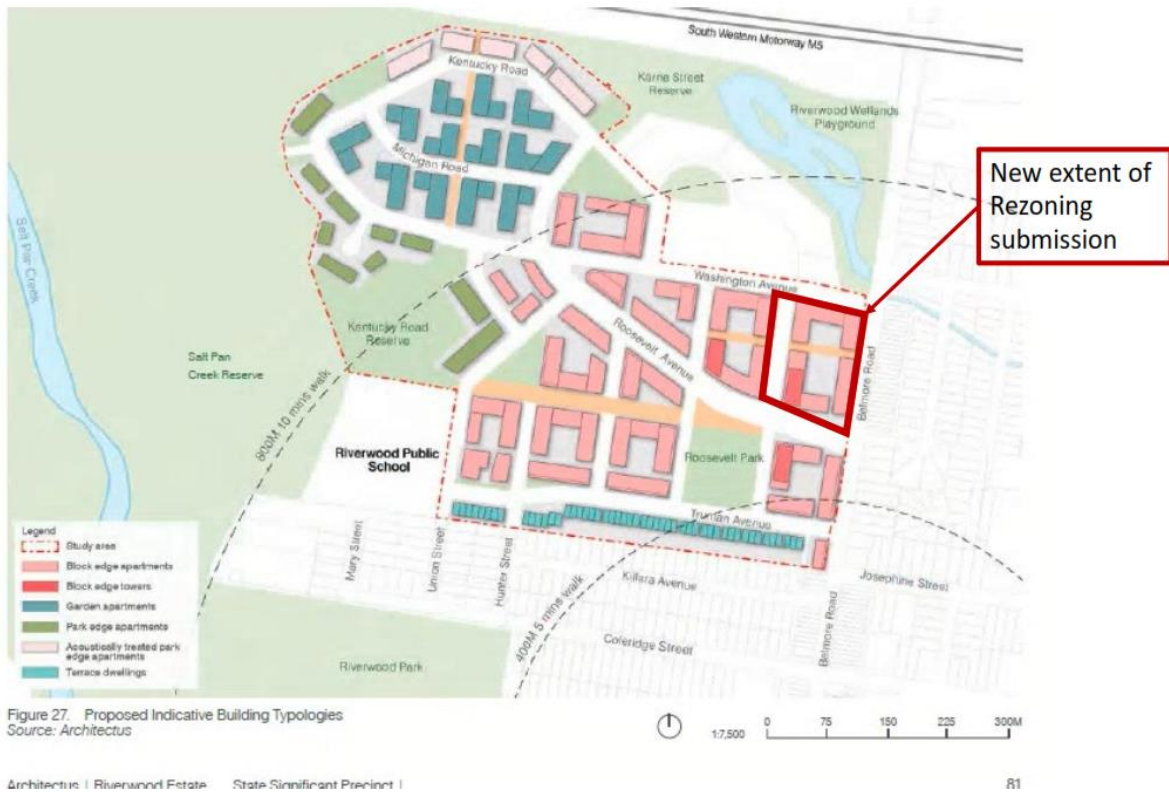 South Western Motorway M5
Kentucky Road
Karne Street
Reserve
Riverwood Wetlands
Playground
New extent of
Rezoning
submission
Michigan Road
Salt Pan Creek
Washington Avenue
Roosevelt Avenue
Kentucky Road
Reserve
Salt Pan
Creek Reserve
Belmore Road
800M 10 mins walk
Riverwood Public
School
Roosevelt Park
Truman Avenue
Mary Street
Union Street
Hunter Street
Killara Avenue
Josephine Street
400M 5 mins walk
Coleridge Street
Belmore Road
Riverwood Park
Legend
Study area
Block edge apartments
Block edge towers
Garden apartments
Park edge apartments
Acoustically treated park
edge apartments
Terrace dwellings
Figure 27. Proposed Indicative Building Typologies
Source: Architectus
1:7,500
0 75 150 225 300M
Architectus | Riverwood Estate State Significant Precinct |
81